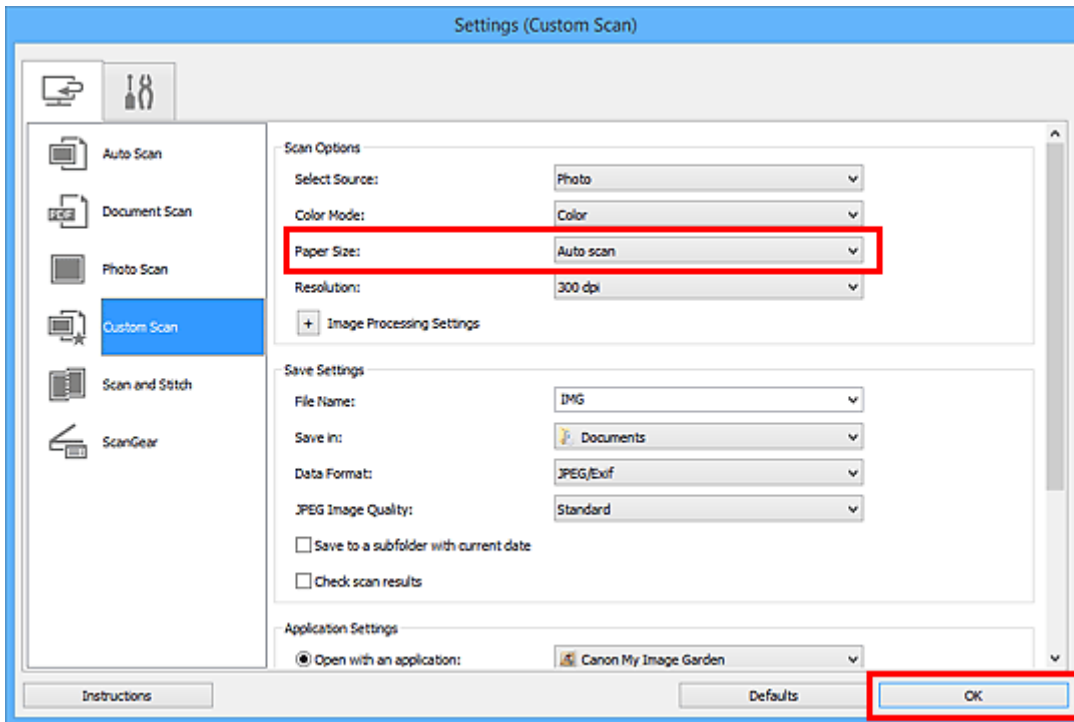 Settings (Custom Scan)
Auto Scan
Document Scan
Photo Scan
Custom Scan
Scan and Stitch
ScanGear
Scan Options
Select Source: Photo
Color Mode: Color
Paper Size: Auto scan
Resolution: 300 dpi
+ Image Processing Settings
Save Settings
File Name: IMG
Save in: Documents
Data Format: JPEG/Exif
JPEG Image Quality: Standard
Save to a subfolder with current date
Check scan results
Application Settings
Open with an application: Canon My Image Garden
Instructions Defaults OK